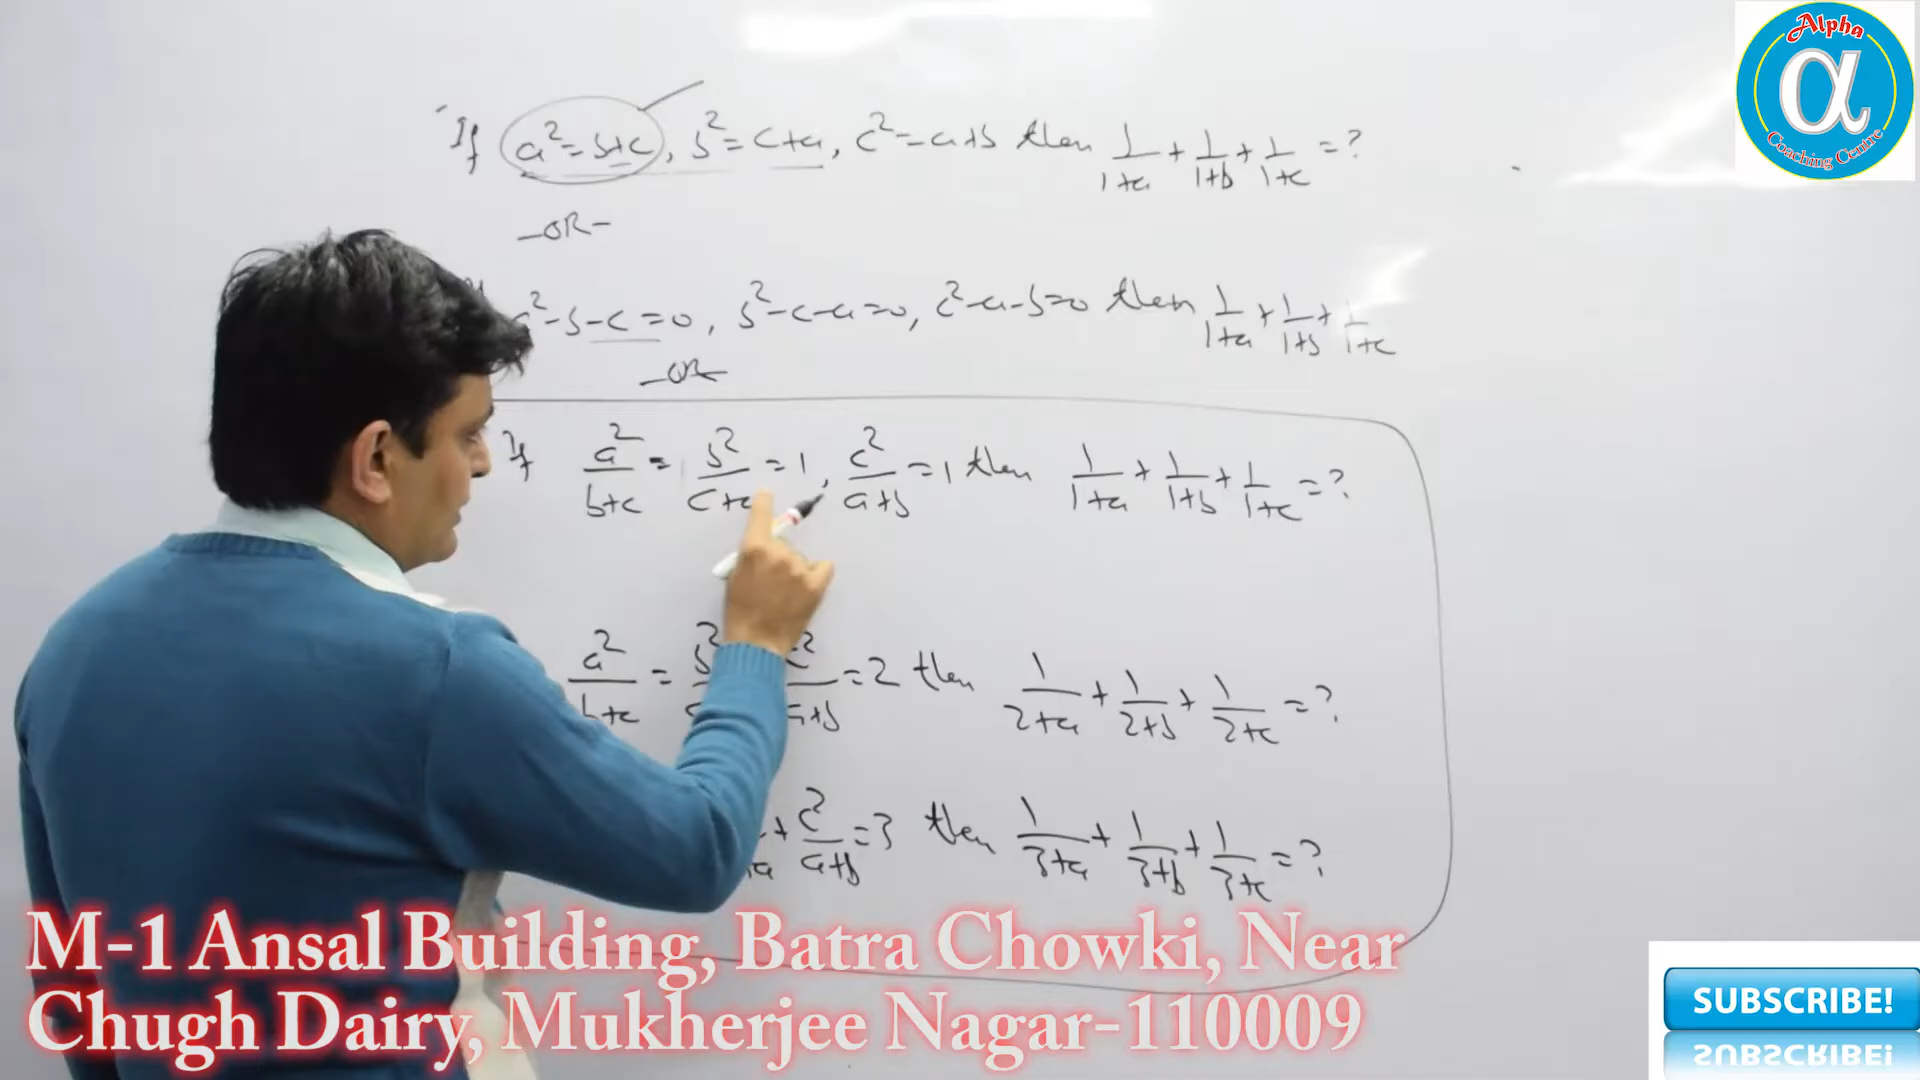 Alpha
α
Coaching Centre
If a²=b+c, b²=c+a, c²=a+b then 1/1+a + 1/1+b + 1/1+c =?
-OR-
²-b-c=0, b²-c-a=0, c²-a-b=0 then 1/1+a + 1/1+b + 1/1+c
-OR-
If a²/b+c = b²/c+a =1, c²/a+b =1 then 1/1+a + 1/1+b + 1/1+c =?
a²/b+c = =2 then 1/2+a + 1/2+b + 1/2+c =?
+ c²/a+b =3 then 1/3+a + 1/3+b + 1/3+c =?
M-1 Ansal Building, Batra Chowki, Near
Chugh Dairy, Mukherjee Nagar-110009
SUBSCRIBE!